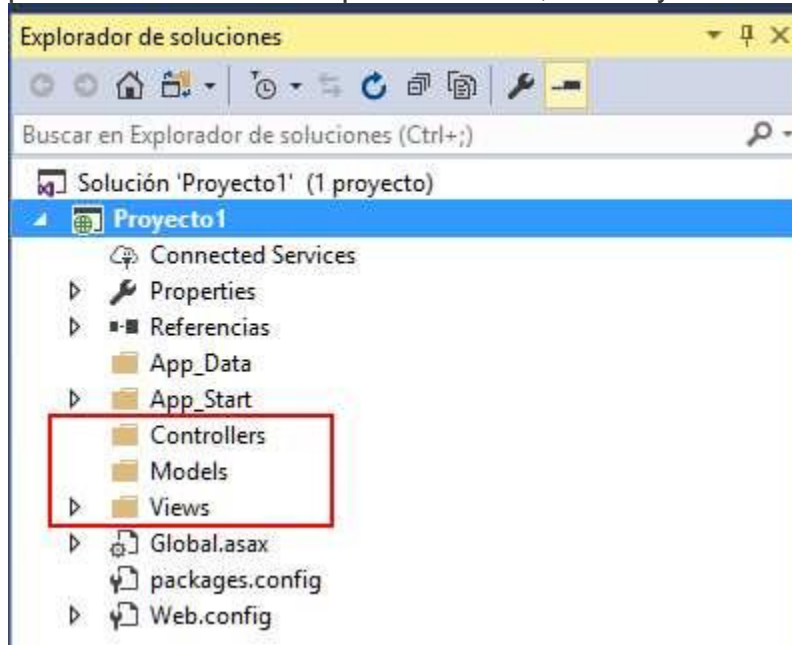 Explorador de soluciones
Buscar en Explorador de soluciones (Ctrl+;)
Solución 'Proyecto1' (1 proyecto)
Proyecto1
Connected Services
Properties
Referencias
App_Data
App_Start
Controllers
Models
Views
Global.asax
packages.config
Web.config